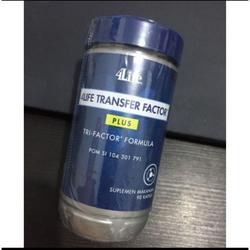 4Life
4LIFE TRANSFER FACTOR
PLUS
TRI-FACTOR FORMULA
POM SI 104 301 791
SUPLEMEN MAKANAN